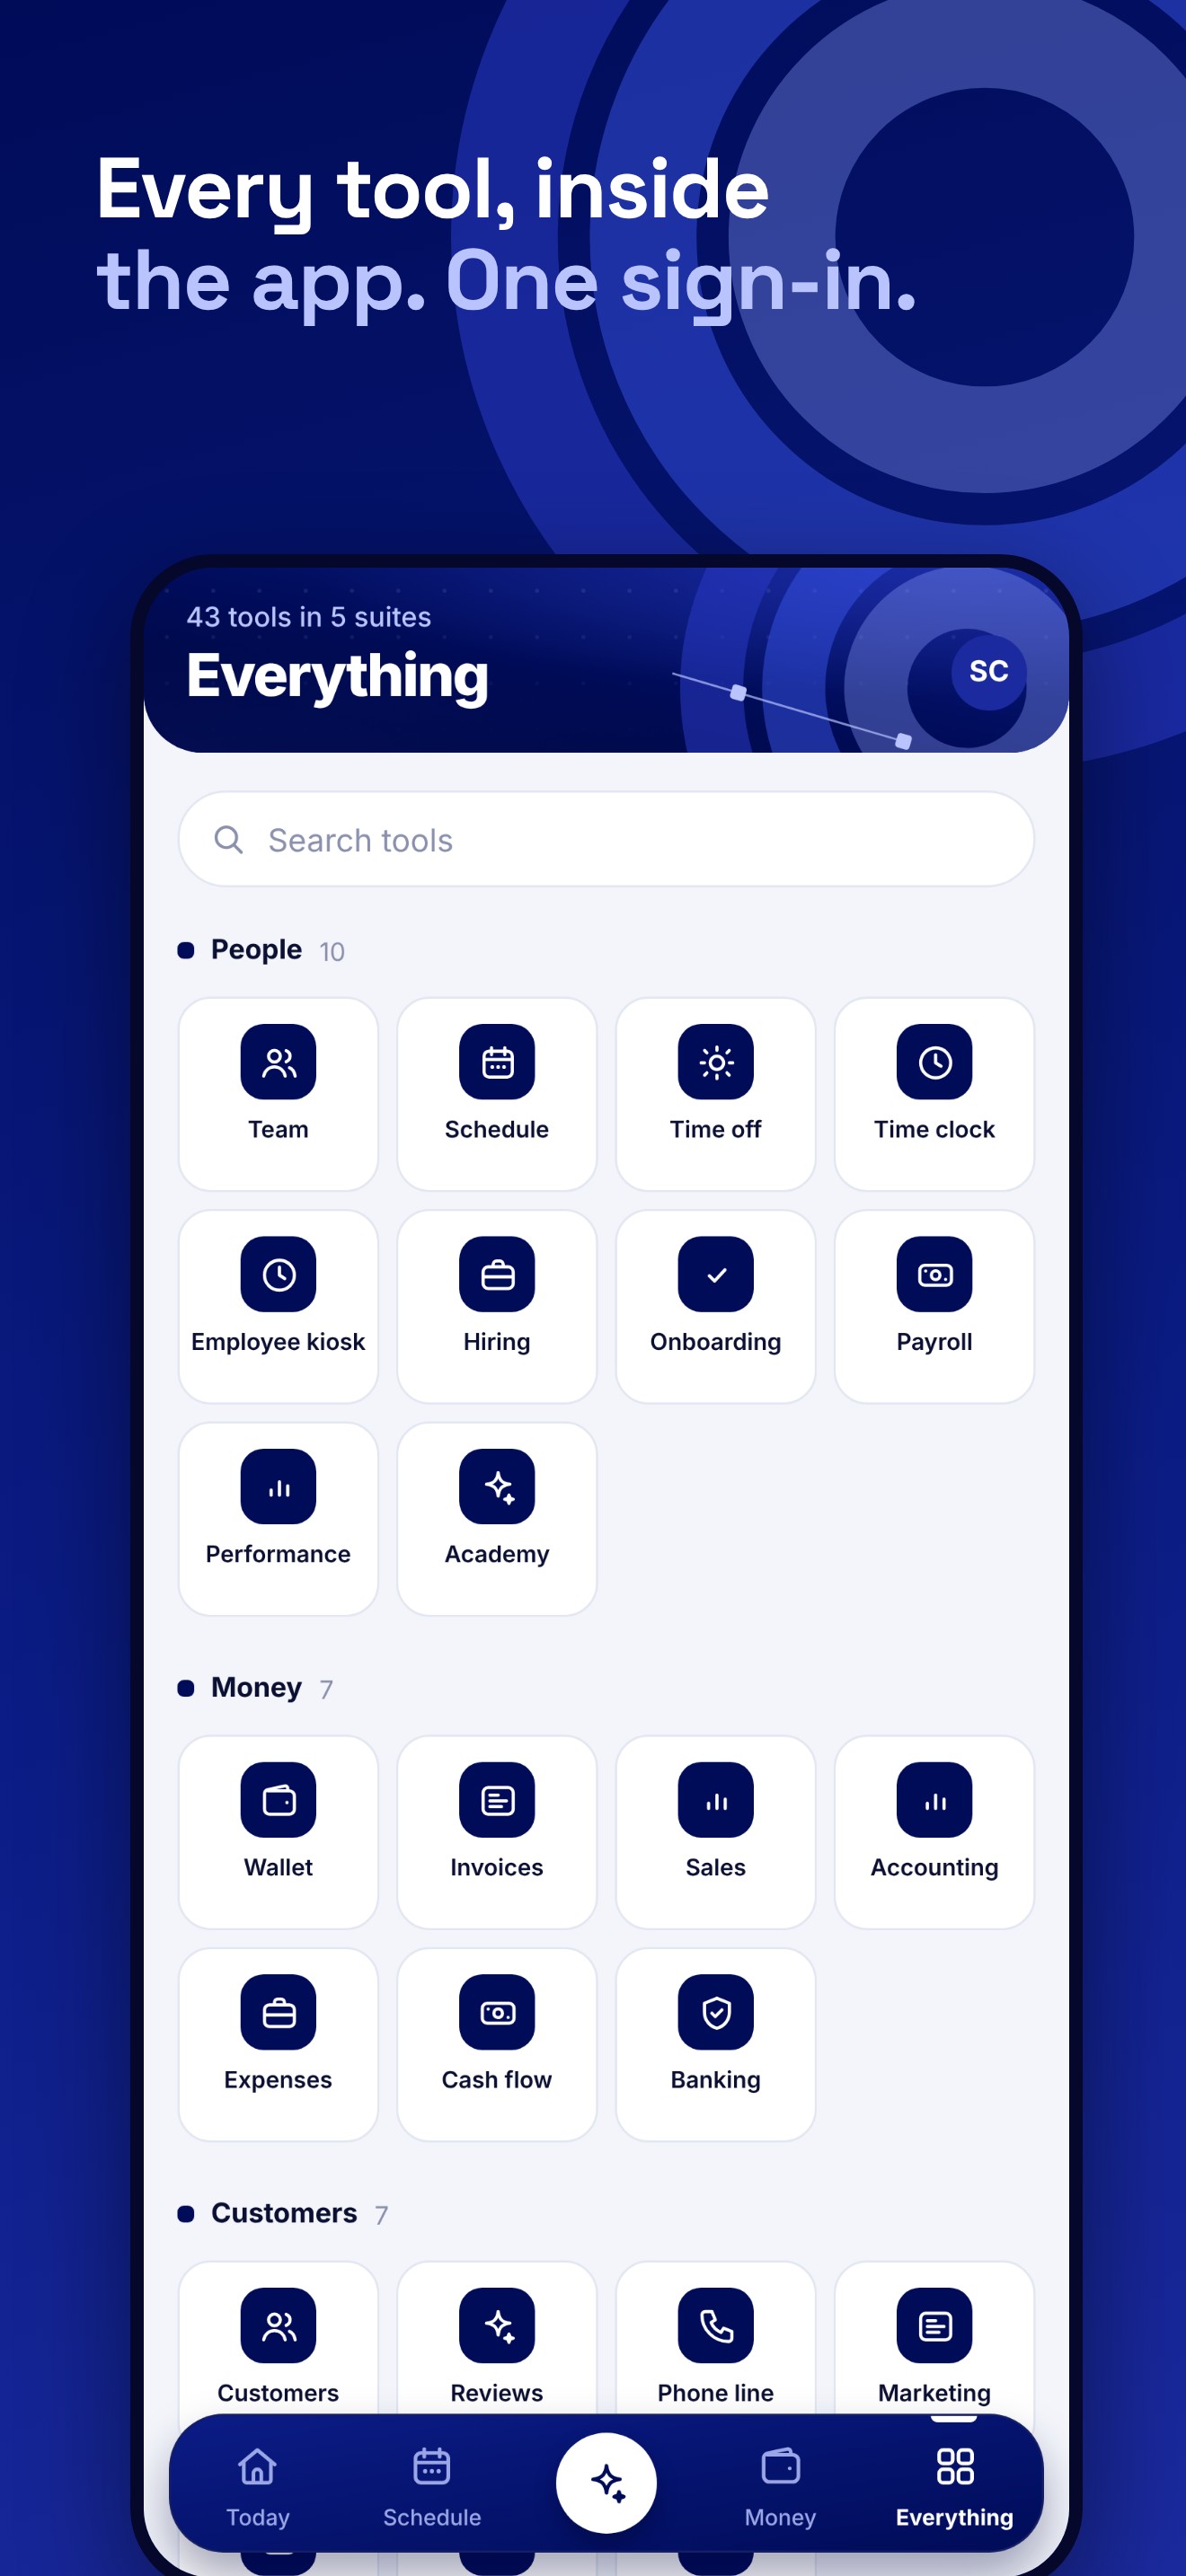 Every tool, inside
the app. One sign-in.
43 tools in 5 suites
Everything
SC
Search tools
People 10
Team Schedule Time off Time clock
Employee kiosk Hiring Onboarding Payroll
Performance Academy
Money 7
Wallet Invoices Sales Accounting
Expenses Cash flow Banking
Customers 7
Customers Reviews Phone line Marketing
Today Schedule Money Everything